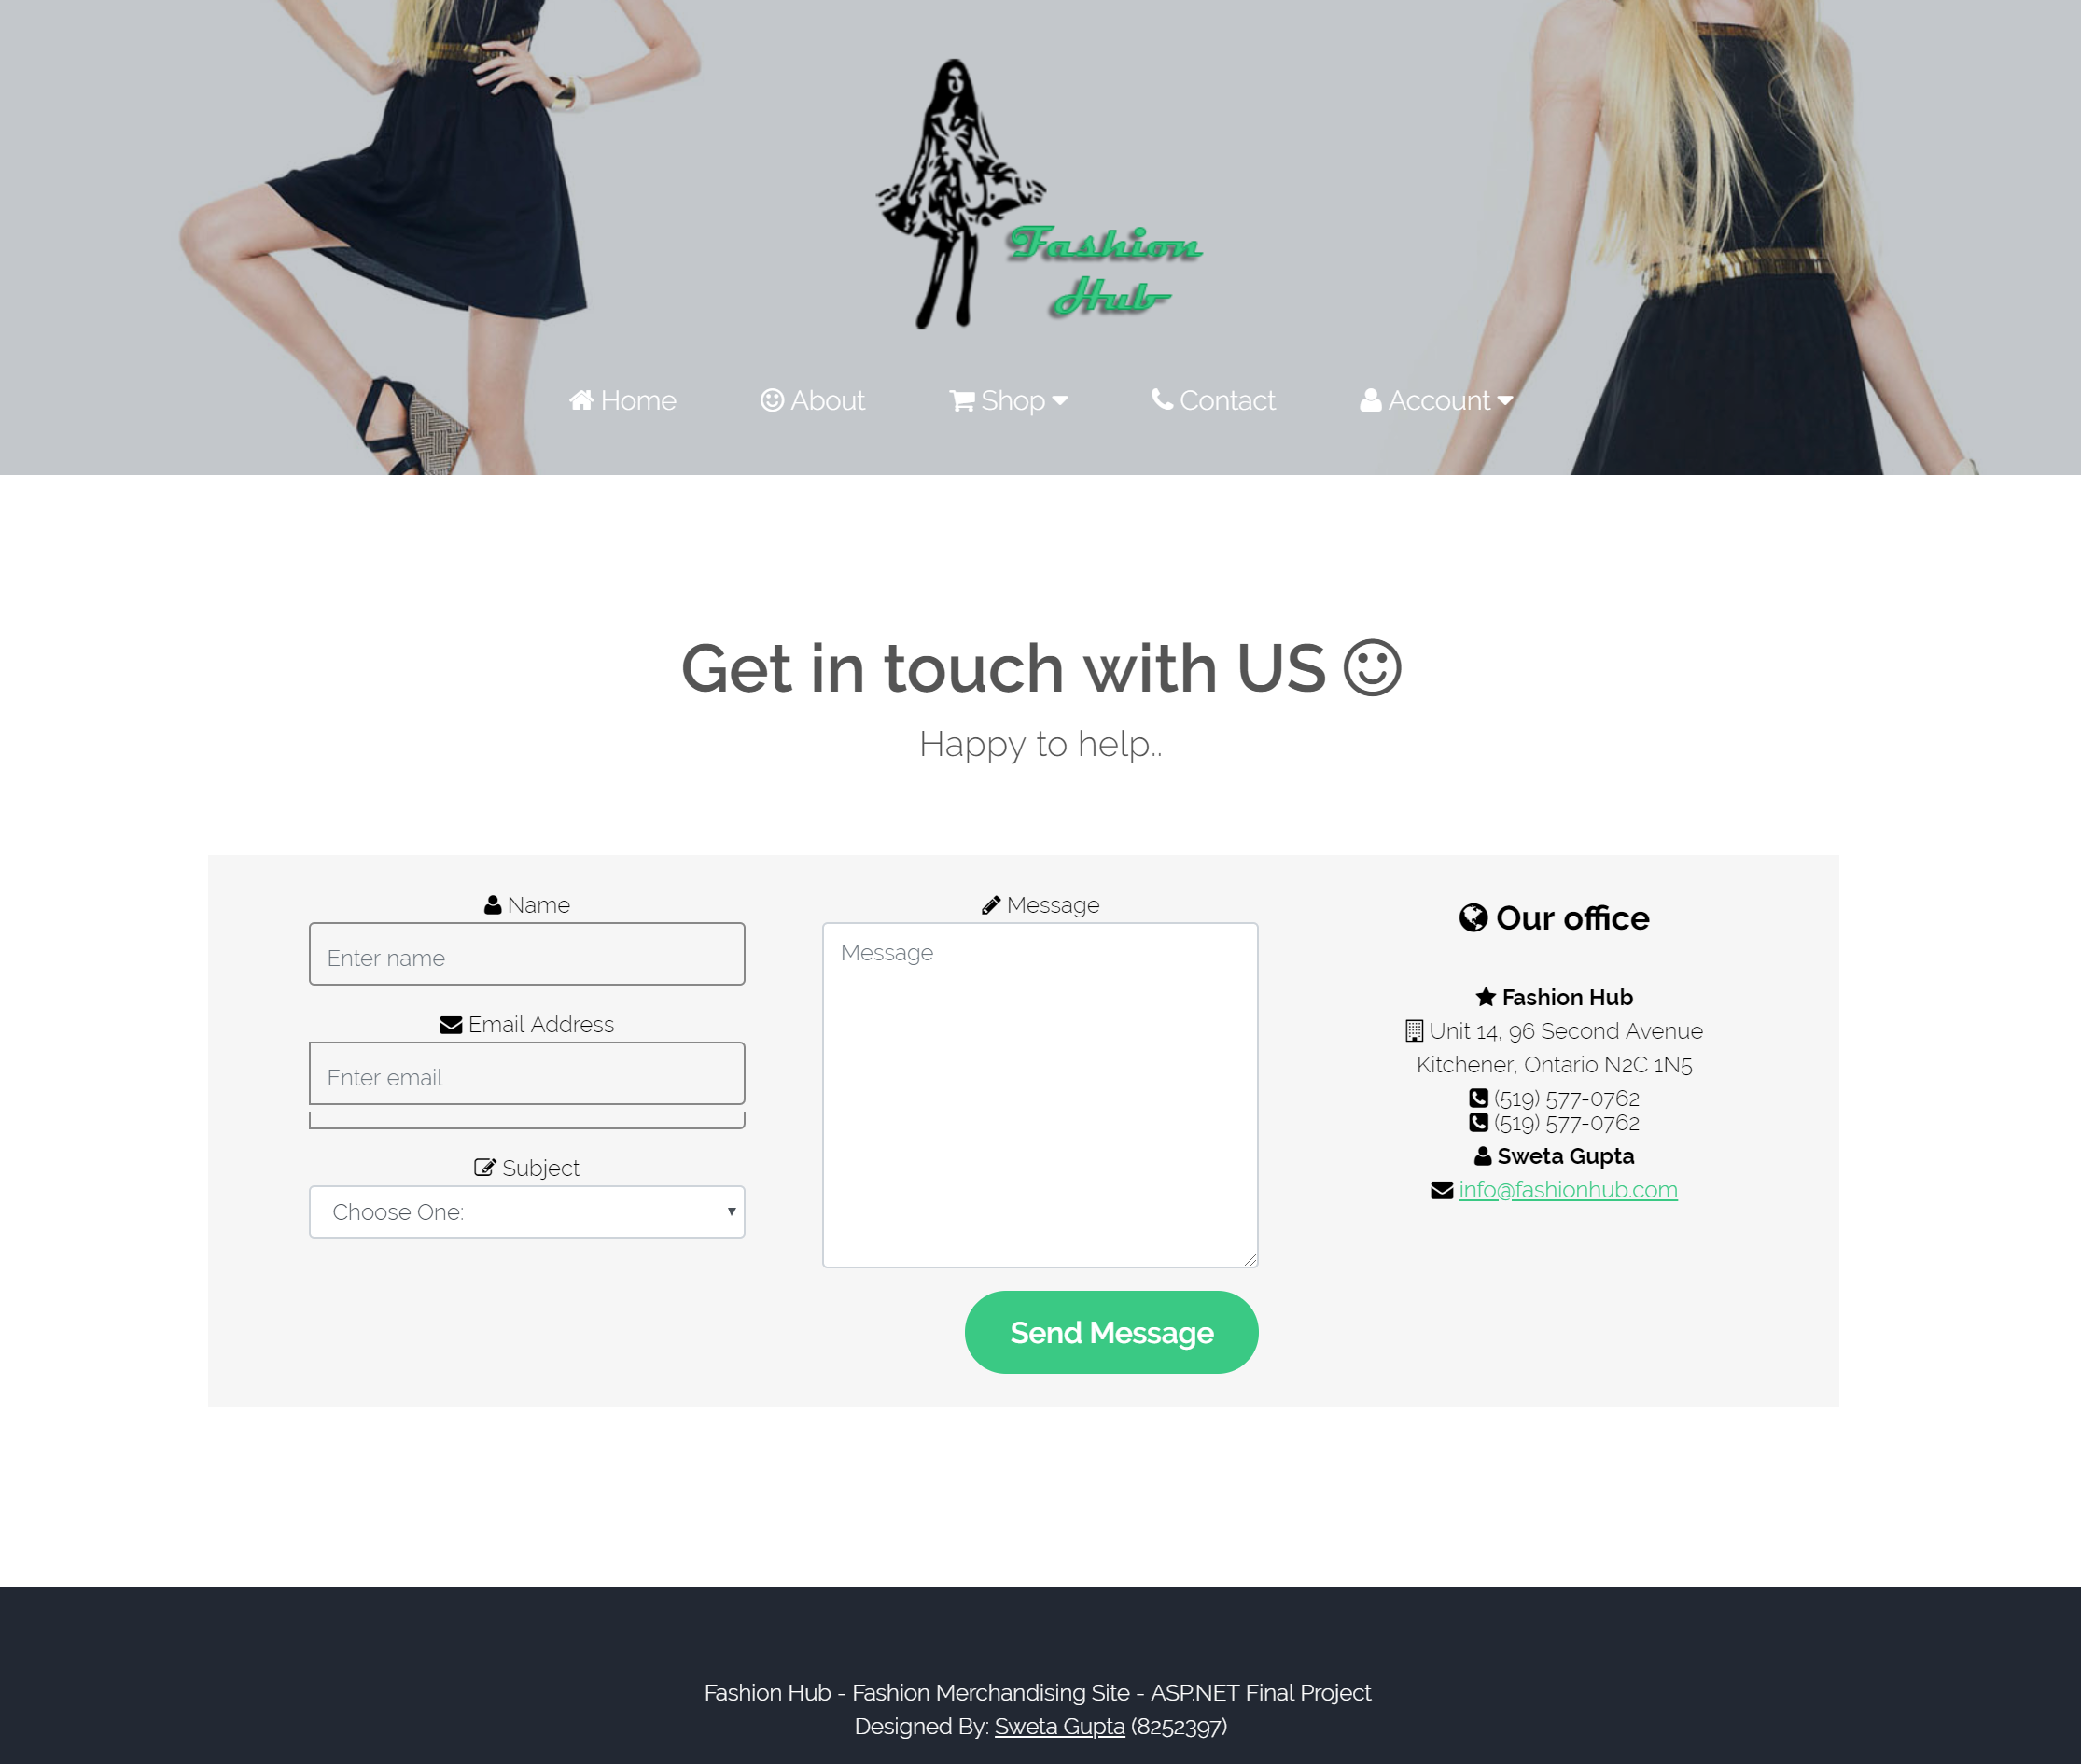 Fashion
Hub
Home
About
Shop
Contact
Account
Get in touch with US
Happy to help..
Name
Enter name
Email Address
Enter email
Subject
Choose One:
Message
Message
Send Message
Our office
Fashion Hub
Unit 14, 96 Second Avenue
Kitchener, Ontario N2C 1N5
(519) 577-0762
(519) 577-0762
Sweta Gupta
info@fashionhub.com
Fashion Hub - Fashion Merchandising Site - ASP.NET Final Project
Designed By: Sweta Gupta (8252397)